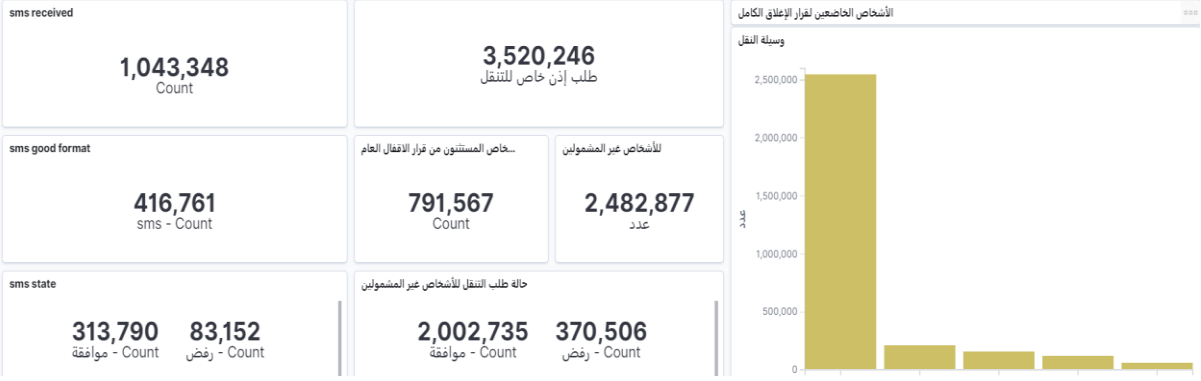 sms received
1,043,348
Count
3,520,246
طلب إذن خاص للتنقل
sms good format
416,761
sms - Count
...خاص المستثنون من قرار الاقفال العام
791,567
Count
للأشخاص غير المشمولين
2,482,877
عدد
sms state
313,790
موافقة - Count
83,152
رفض - Count
حالة طلب التنقل للأشخاص غير المشمولين
2,002,735
موافقة - Count
370,506
رفض - Count
الأشخاص الخاضعين لقرار الإغلاق الكامل
وسيلة النقل
2,500,000
2,000,000
1,500,000
1,000,000
500,000
0
عدد